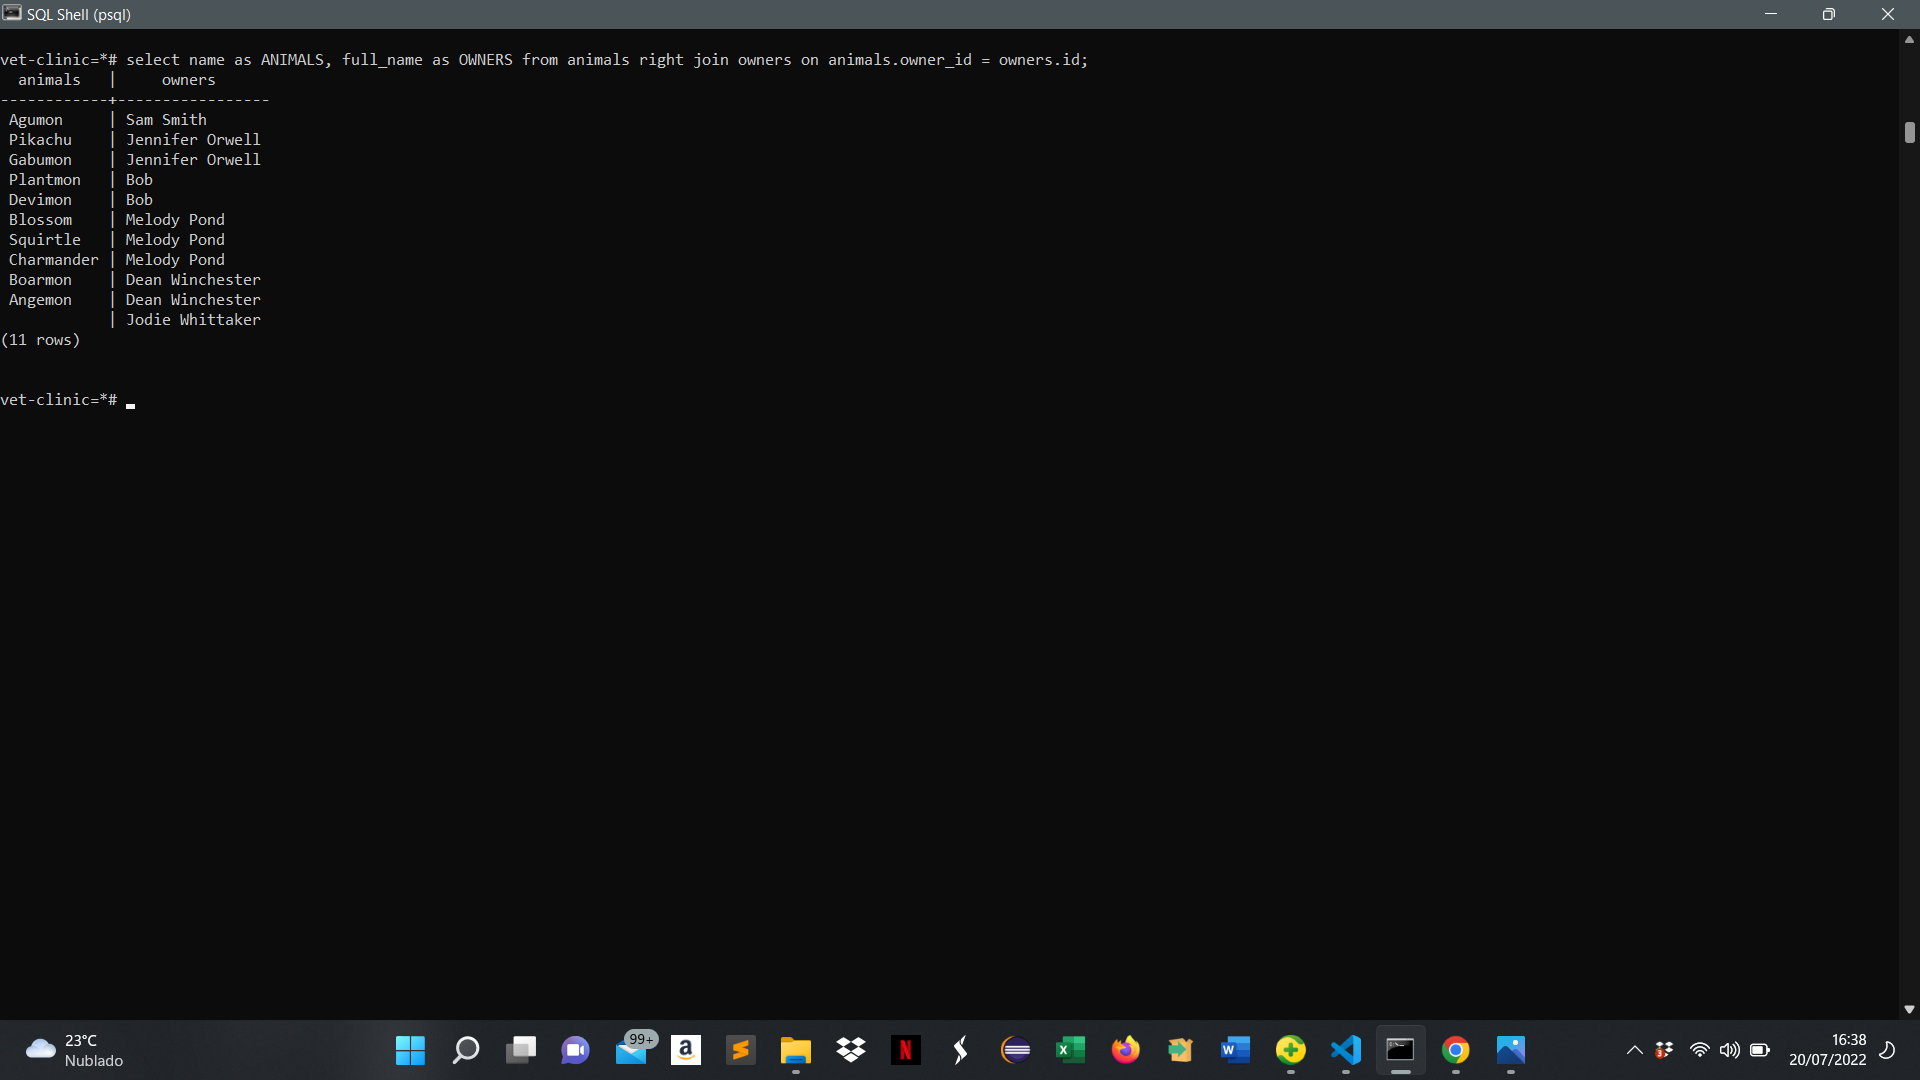 SQL Shell (psql)
vet-clinic=*# select name as ANIMALS, full_name as OWNERS from animals right join owners on animals.owner_id = owners.id;
  animals   |     owners
------------+-----------------
 Agumon     | Sam Smith
 Pikachu    | Jennifer Orwell
 Gabumon    | Jennifer Orwell
 Plantmon   | Bob
 Devimon    | Bob
 Blossom    | Melody Pond
 Squirtle   | Melody Pond
 Charmander | Melody Pond
 Boarmon    | Dean Winchester
 Angemon    | Dean Winchester
            | Jodie Whittaker
(11 rows)
vet-clinic=*#
23°C
Nublado
99+
16:38
20/07/2022